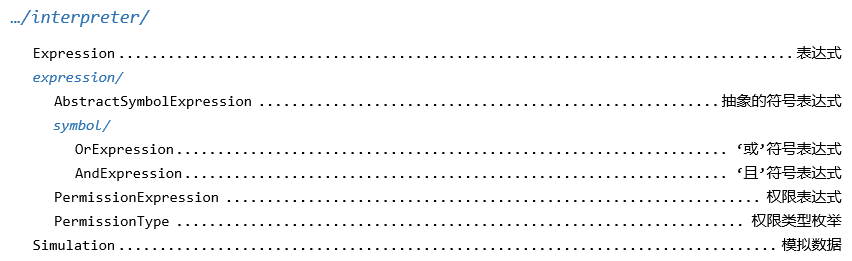 …/interpreter/
Expression..................................................................................表达式
expression/
AbstractSymbolExpression ........................................................抽象的符号表达式
symbol/
OrExpression................................................................... ‘或’符号表达式
AndExpression.................................................................. ‘且’符号表达式
PermissionExpression ................................................................. 权限表达式
PermissionType ..................................................................... 权限类型枚举
Simulation................................................................................ 模拟数据